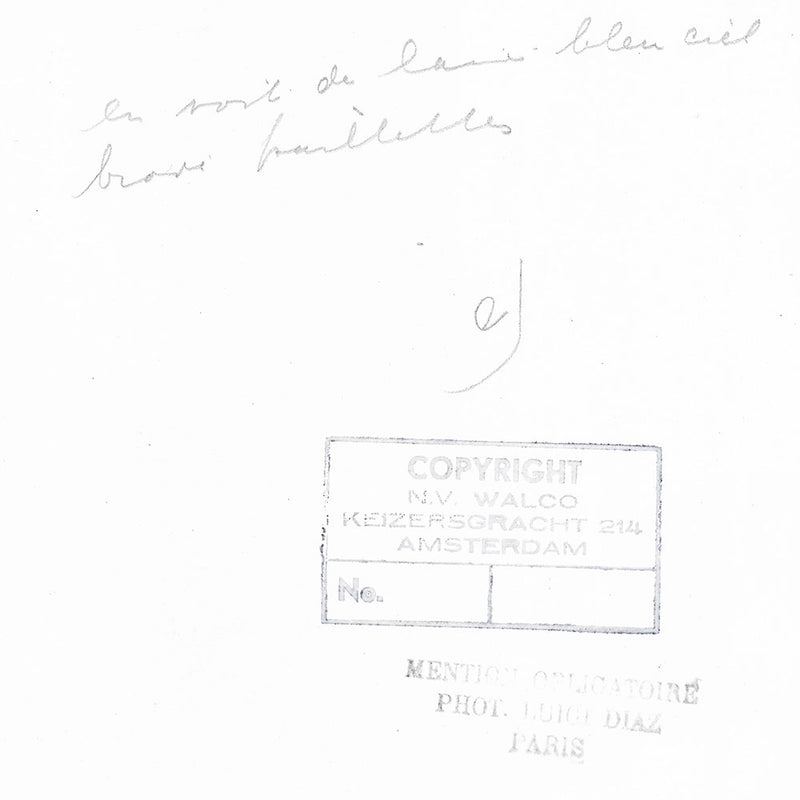 en voile de laine bleu ciel
brodé paillettes
COPYRIGHT
N.V. WALCO
KEIZERSGRACHT 214
AMSTERDAM
No.
MENTION OBLIGATOIRE
PHOT. LUIGI DIAZ
PARIS